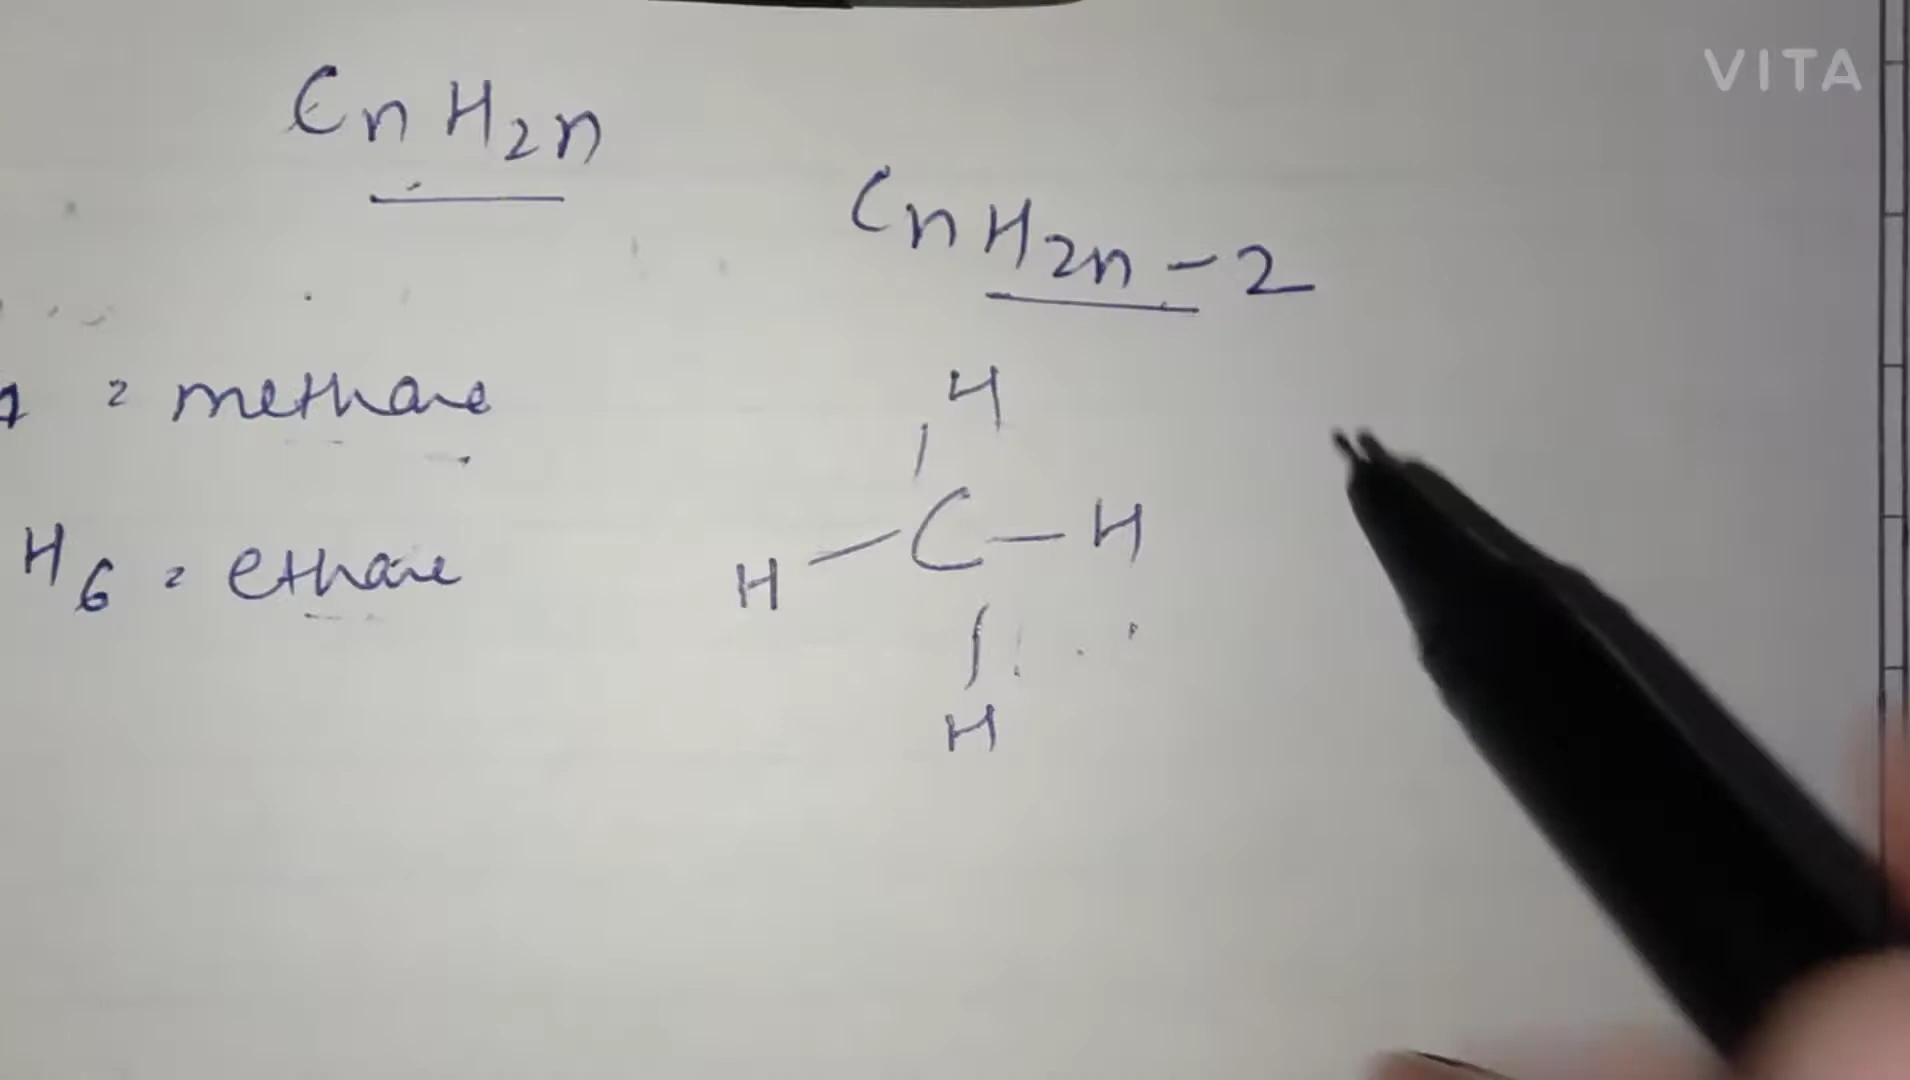 VITA
CnH2n
CnH2n-2
= methane
H6 = ethane
H
H - C - H
H